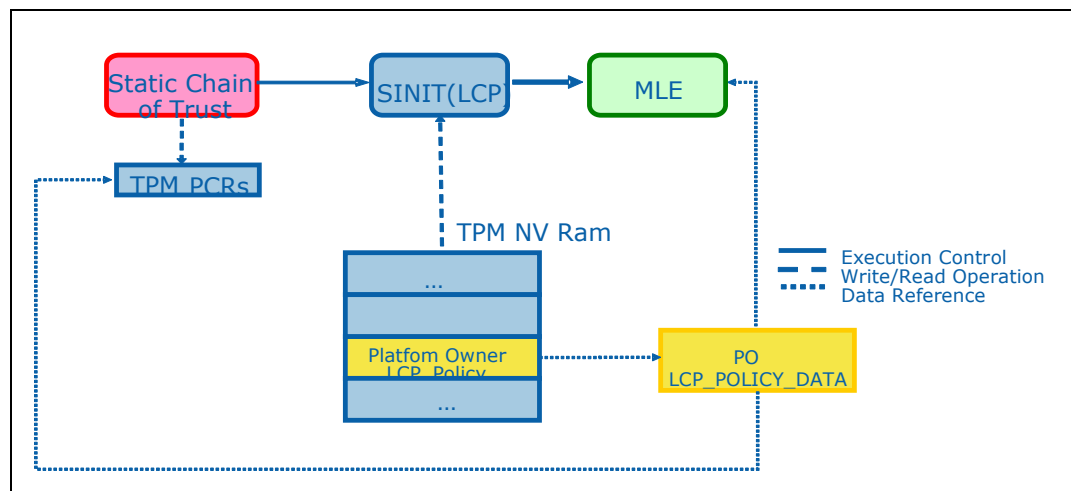 Static Chain
of Trust
SINIT(LCP)
MLE
TPM PCRs
TPM NV Ram
...
Platfom Owner
LCP_Policy
...
Execution Control
Write/Read Operation
Data Reference
PO
LCP_POLICY_DATA